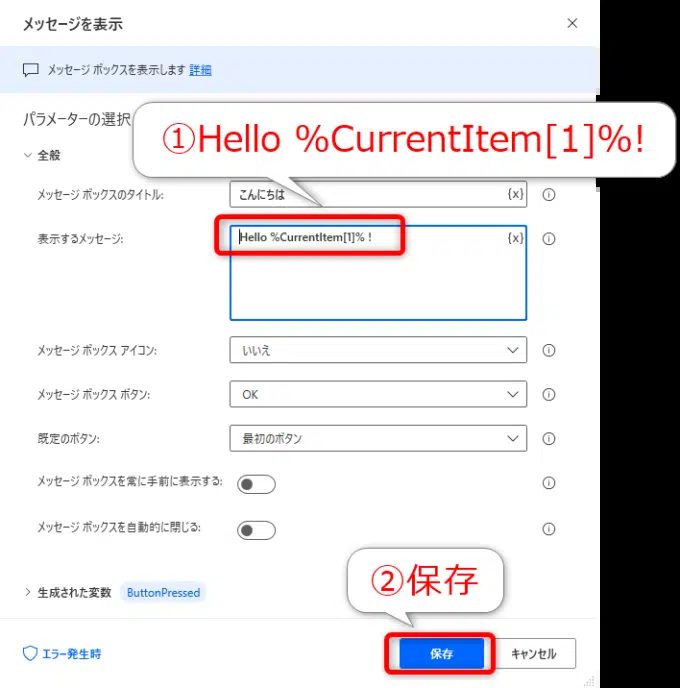 メッセージを表示
メッセージ ボックスを表示します 詳細
パラメーターの選択
①Hello %CurrentItem[1]%!
全般
メッセージ ボックスのタイトル:
こんにちは
{x}
表示するメッセージ:
Hello %CurrentItem[1]% !
{x}
メッセージ ボックス アイコン:
いいえ
メッセージ ボックス ボタン:
OK
既定のボタン:
最初のボタン
メッセージ ボックスを常に手前に表示する:
メッセージ ボックスを自動的に閉じる:
②保存
生成された変数 ButtonPressed
エラー発生時
保存
キャンセル